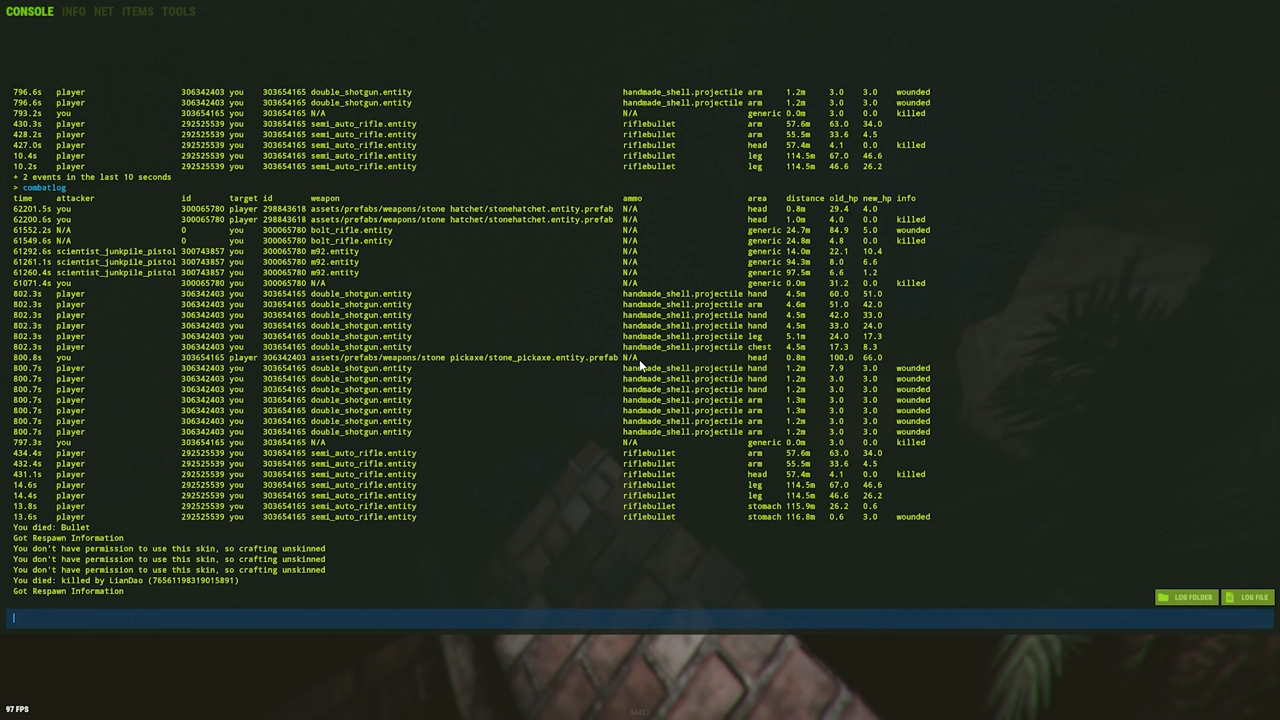 CONSOLE INFO NET ITEMS TOOLS
796.6s player 306342403 you 303654165 double_shotgun.entity handmade_shell.projectile arm 1.2m 3.0 3.0 wounded
796.6s player 306342403 you 303654165 double_shotgun.entity handmade_shell.projectile arm 1.2m 3.0 3.0 wounded
793.2s you 303654165 you 303654165 N/A N/A generic 0.0m 3.0 0.0 killed
430.3s player 292525539 you 303654165 semi_auto_rifle.entity riflebullet arm 57.6m 63.0 34.0
428.2s player 292525539 you 303654165 semi_auto_rifle.entity riflebullet arm 55.5m 33.6 4.5
427.0s player 292525539 you 303654165 semi_auto_rifle.entity riflebullet head 57.4m 4.1 0.0 killed
10.4s player 292525539 you 303654165 semi_auto_rifle.entity riflebullet leg 114.5m 67.0 46.6
10.2s player 292525539 you 303654165 semi_auto_rifle.entity riflebullet leg 114.5m 46.6 26.2
+ 2 events in the last 10 seconds
> combatlog
time attacker id target id weapon ammo area distance old_hp new_hp info
62201.5s you 300065780 player 298843618 assets/prefabs/weapons/stone hatchet/stonehatchet.entity.prefab N/A head 0.8m 29.4 4.0
62200.6s you 300065780 player 298843618 assets/prefabs/weapons/stone hatchet/stonehatchet.entity.prefab N/A head 1.0m 4.0 0.0 killed
61552.2s N/A 0 you 300065780 bolt_rifle.entity N/A generic 24.7m 84.9 5.0 wounded
61549.6s N/A 0 you 300065780 bolt_rifle.entity N/A generic 24.8m 4.8 0.0 killed
61292.6s scientist_junkpile_pistol 300743857 you 300065780 m92.entity N/A generic 14.0m 22.1 10.4
61261.1s scientist_junkpile_pistol 300743857 you 300065780 m92.entity N/A generic 94.3m 8.0 6.6
61260.4s scientist_junkpile_pistol 300743857 you 300065780 m92.entity N/A generic 97.5m 6.6 1.2
61071.4s you 300065780 you 300065780 N/A N/A generic 0.0m 31.2 0.0 killed
802.3s player 306342403 you 303654165 double_shotgun.entity handmade_shell.projectile hand 4.5m 60.0 51.0
802.3s player 306342403 you 303654165 double_shotgun.entity handmade_shell.projectile arm 4.6m 51.0 42.0
802.3s player 306342403 you 303654165 double_shotgun.entity handmade_shell.projectile hand 4.5m 42.0 33.0
802.3s player 306342403 you 303654165 double_shotgun.entity handmade_shell.projectile hand 4.5m 33.0 24.0
802.3s player 306342403 you 303654165 double_shotgun.entity handmade_shell.projectile leg 5.1m 24.0 17.3
802.3s player 306342403 you 303654165 double_shotgun.entity handmade_shell.projectile chest 4.5m 17.3 8.3
800.8s you 303654165 player 306342403 assets/prefabs/weapons/stone pickaxe/stone_pickaxe.entity.prefab N/A head 0.8m 100.0 66.0
800.7s player 306342403 you 303654165 double_shotgun.entity handmade_shell.projectile hand 1.2m 7.9 3.0 wounded
800.7s player 306342403 you 303654165 double_shotgun.entity handmade_shell.projectile hand 1.2m 3.0 3.0 wounded
800.7s player 306342403 you 303654165 double_shotgun.entity handmade_shell.projectile hand 1.2m 3.0 3.0 wounded
800.7s player 306342403 you 303654165 double_shotgun.entity handmade_shell.projectile arm 1.3m 3.0 3.0 wounded
800.7s player 306342403 you 303654165 double_shotgun.entity handmade_shell.projectile arm 1.3m 3.0 3.0 wounded
800.7s player 306342403 you 303654165 double_shotgun.entity handmade_shell.projectile arm 1.2m 3.0 3.0 wounded
800.7s player 306342403 you 303654165 double_shotgun.entity handmade_shell.projectile arm 1.2m 3.0 3.0 wounded
797.3s you 303654165 you 303654165 N/A N/A generic 0.0m 3.0 0.0 killed
434.4s player 292525539 you 303654165 semi_auto_rifle.entity riflebullet arm 57.6m 63.0 34.0
432.4s player 292525539 you 303654165 semi_auto_rifle.entity riflebullet arm 55.5m 33.6 4.5
431.1s player 292525539 you 303654165 semi_auto_rifle.entity riflebullet head 57.4m 4.1 0.0 killed
14.6s player 292525539 you 303654165 semi_auto_rifle.entity riflebullet leg 114.5m 67.0 46.6
14.4s player 292525539 you 303654165 semi_auto_rifle.entity riflebullet leg 114.5m 46.6 26.2
13.8s player 292525539 you 303654165 semi_auto_rifle.entity riflebullet stomach 115.9m 26.2 0.6
13.6s player 292525539 you 303654165 semi_auto_rifle.entity riflebullet stomach 116.8m 0.6 3.0 wounded
You died: Bullet
Got Respawn Information
You don't have permission to use this skin, so crafting unskinned
You don't have permission to use this skin, so crafting unskinned
You don't have permission to use this skin, so crafting unskinned
You died: killed by LianDao (76561198319015891)
Got Respawn Information
LOG FOLDER LOG FILE
97 FPS